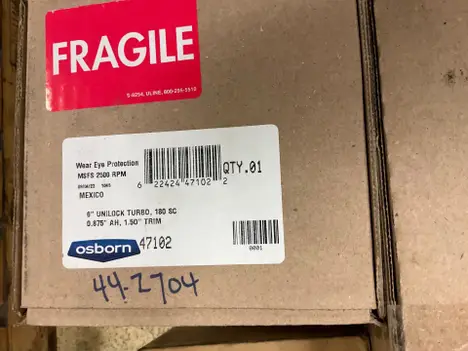 FRAGILE
S-8254, ULINE, 800-295-5510
Wear Eye Protection
MSFS 2500 RPM
MEXICO
6 22424 47102 2
QTY.01
6" UNILOCK TURBO, 180 SC
0.875" AH, 1.50" TRIM
osborn 47102
0001
44-2704